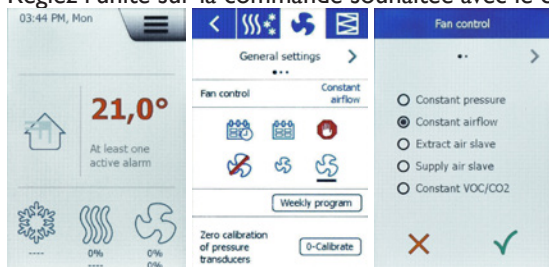 Réglez l'unité sur la commande souhaitée avec le
03:44 PM, Mon
21,0°
At least one
active alarm
----
0%
0%
----
0%
General settings
Fan control
Constant
airflow
Weekly program
Zero calibration
of pressure
transducers
0-Calibrate
Fan control
Constant pressure
Constant airflow
Extract air slave
Supply air slave
Constant VOC/CO2